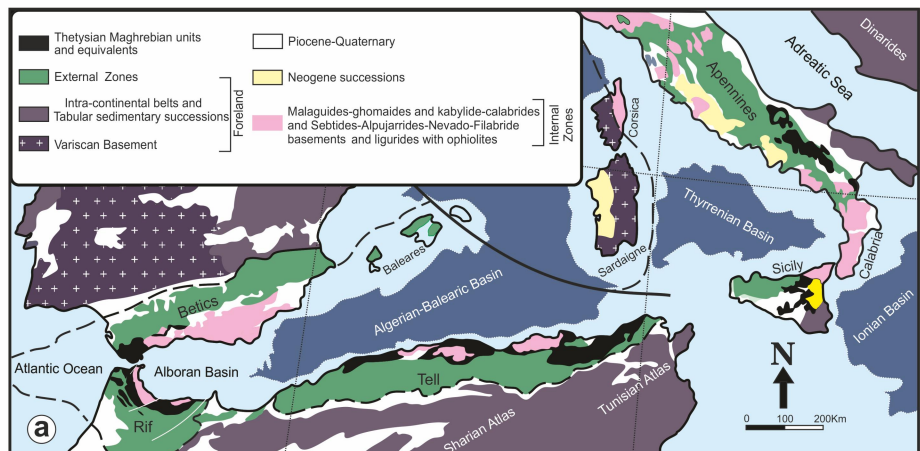 Thetysian Maghrebian units
and equivalents
External Zones
Intra-continental belts and
Tabular sedimentary successions
Variscan Basement
Foreland
Piocene-Quaternary
Neogene successions
Malaguides-ghomaides and kabylide-calabrides
and Sebtides-Alpujarrides-Nevado-Filabride
basements and ligurides with ophiolites
Internal
Zones
Adreatic Sea
Dinarides
Apennines
Corsica
Thyrrenian Basin
Sardaigne
Calabria
Sicily
Ionian Basin
Baleares
Algerian-Balearic Basin
Betics
Atlantic Ocean
Alboran Basin
Rif
Tell
Sharian Atlas
Tunisian Atlas
N
0 100 200Km
a